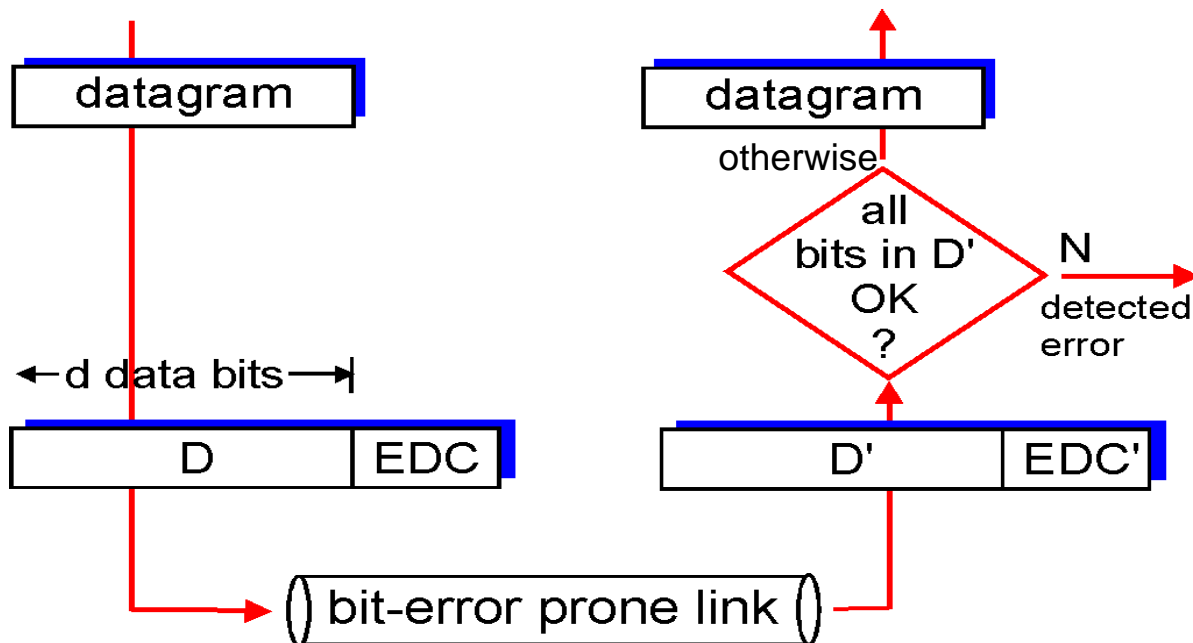 datagram
d data bits
D EDC
bit-error prone link
datagram
otherwise
all
bits in D'
OK
?
N
detected
error
D' EDC'